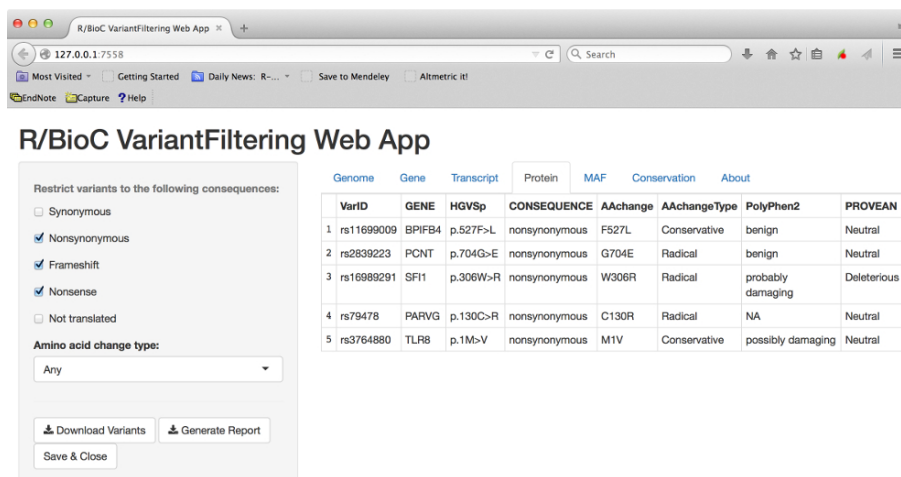 R/BioC VariantFiltering Web App × +
127.0.0.1:7558
Search
Most Visited Getting Started Daily News: R-... Save to Mendeley Altmetric it!
EndNote Capture ? Help
R/BioC VariantFiltering Web App
Restrict variants to the following consequences:
Synonymous
Nonsynonymous
Frameshift
Nonsense
Not translated
Amino acid change type:
Any
Download Variants Generate Report
Save & Close
Genome Gene Transcript Protein MAF Conservation About
VarID GENE HGVSp CONSEQUENCE AAchange AAchangeType PolyPhen2 PROVEAN
1 rs11699009 BPIFB4 p.527F>L nonsynonymous F527L Conservative benign Neutral
2 rs2839223 PCNT p.704G>E nonsynonymous G704E Radical benign Neutral
3 rs16989291 SFI1 p.306W>R nonsynonymous W306R Radical probably Deleterious
damaging
4 rs79478 PARVG p.130C>R nonsynonymous C130R Radical NA Neutral
5 rs3764880 TLR8 p.1M>V nonsynonymous M1V Conservative possibly damaging Neutral